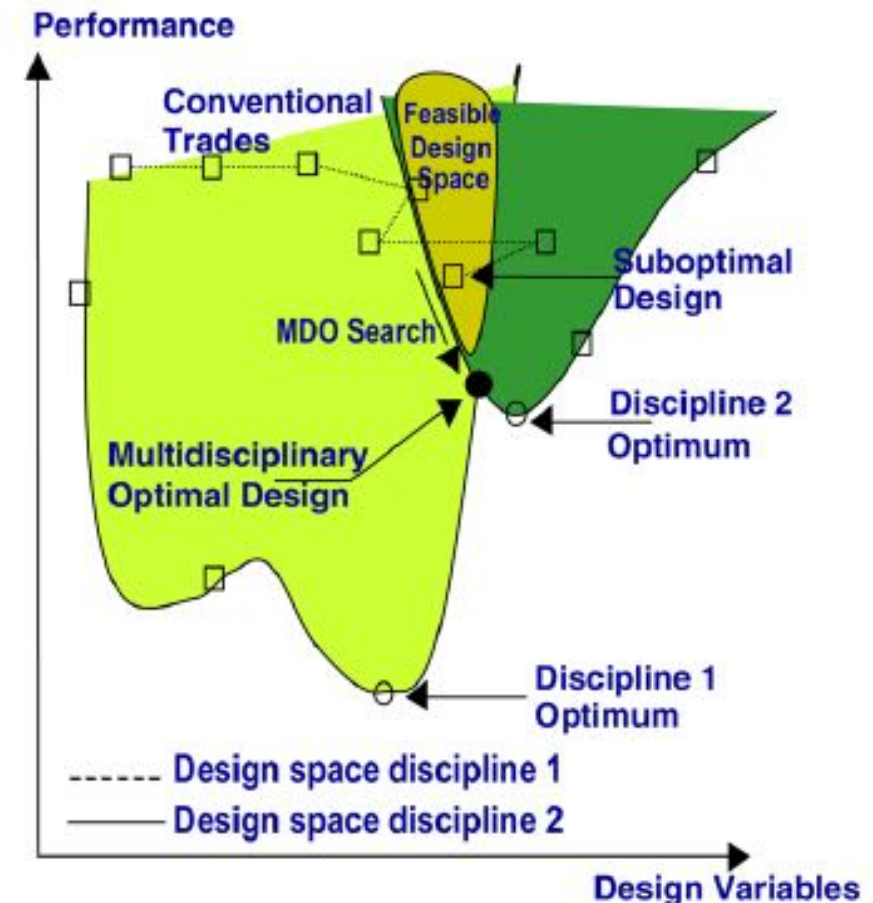 Performance
Conventional
Trades
Feasible
Design
Space
Suboptimal
Design
MDO Search
Discipline 2
Optimum
Multidisciplinary
Optimal Design
Discipline 1
Optimum
Design space discipline 1
Design space discipline 2
Design Variables